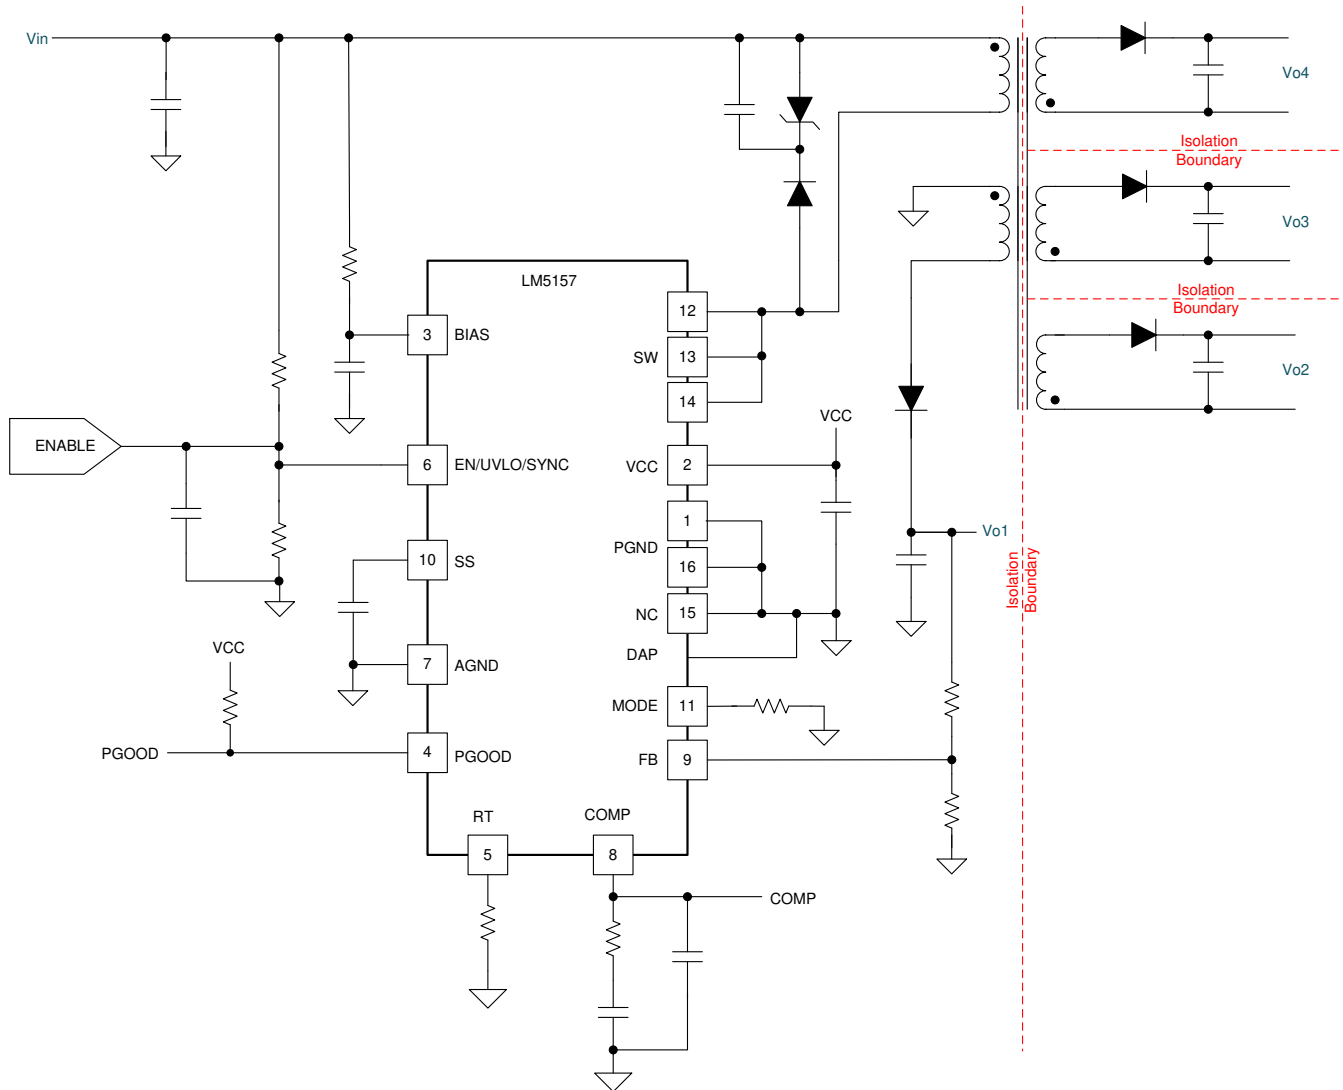 Vin
Vo4
Isolation
Boundary
Vo3
Isolation
Boundary
Vo2
LM5157
12
3
BIAS
SW
13
14
VCC
ENABLE
6
EN/UVLO/SYNC
VCC
2
1
PGND
Vo1
10
SS
16
Isolation
Boundary
NC
15
VCC
7
AGND
DAP
MODE
11
PGOOD
4
PGOOD
FB
9
RT
COMP
5
8
COMP